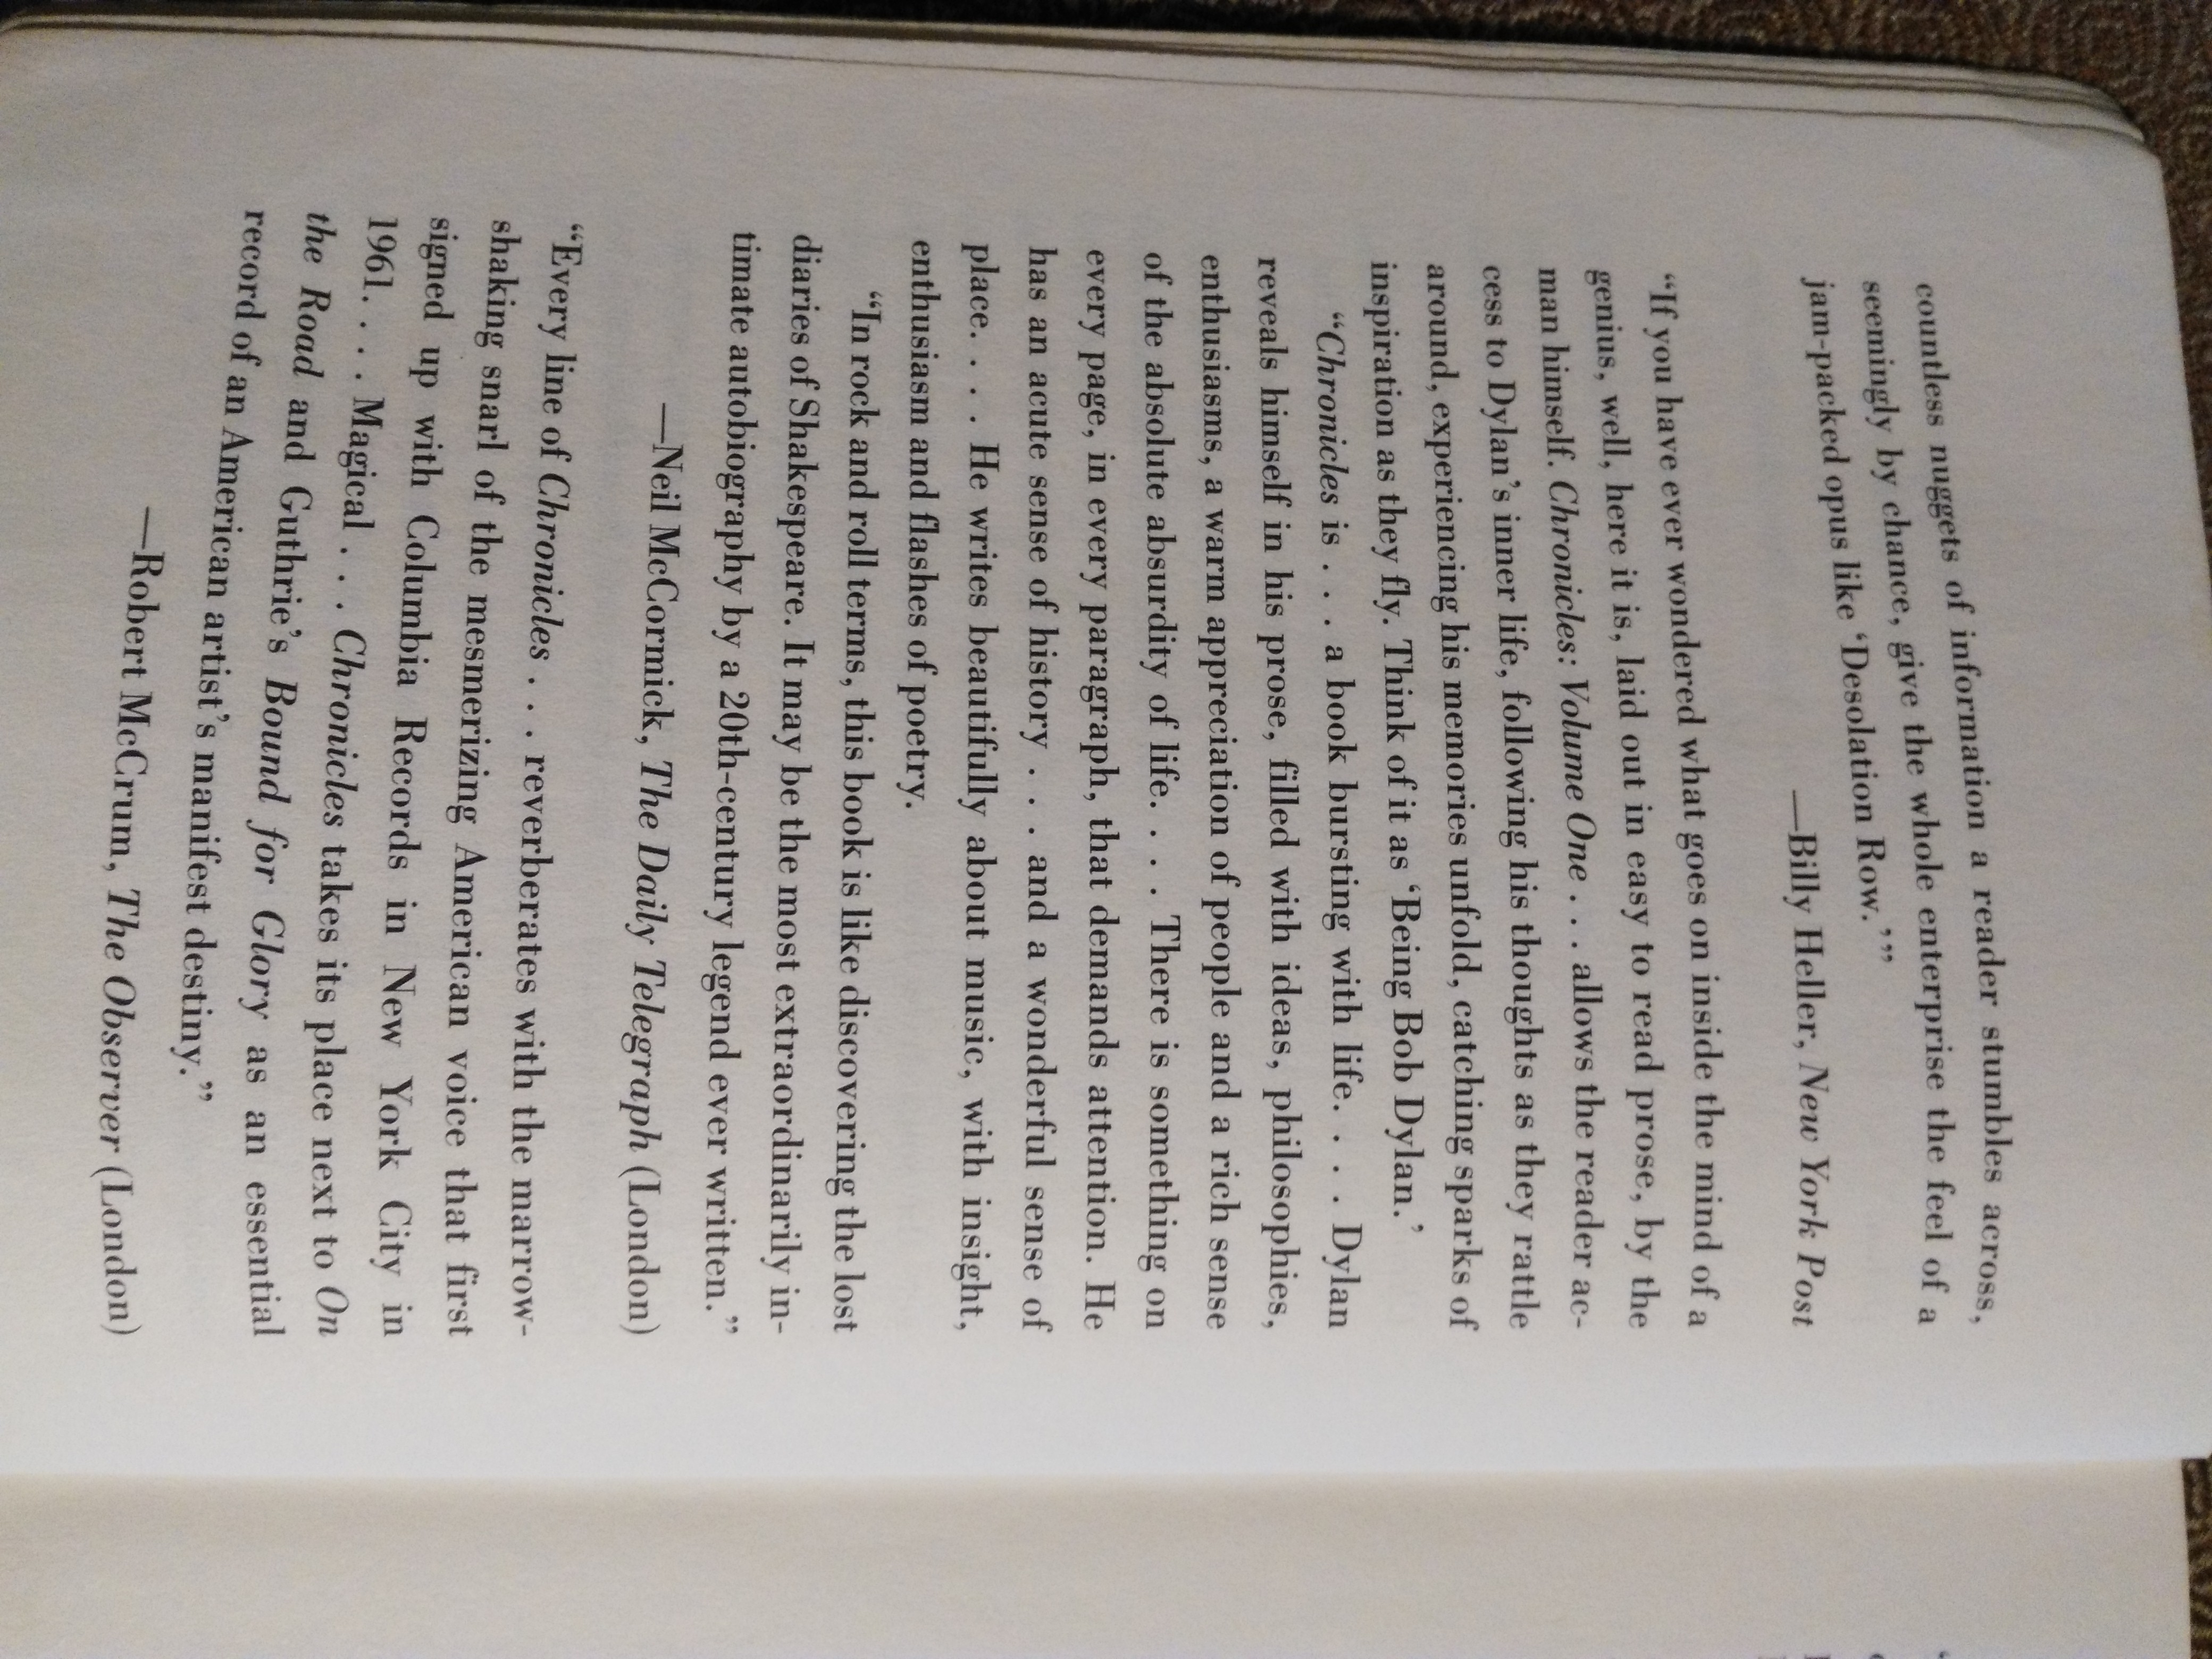 countless nuggets of information a reader stumbles across,
seemingly by chance, give the whole enterprise the feel of a
jam-packed opus like ‘Desolation Row.’”
—Billy Heller, New York Post
“If you have ever wondered what goes on inside the mind of a
genius, well, here it is, laid out in easy to read prose, by the
man himself. Chronicles: Volume One . . . allows the reader ac-
cess to Dylan’s inner life, following his thoughts as they rattle
around, experiencing his memories unfold, catching sparks of
inspiration as they fly. Think of it as ‘Being Bob Dylan.’
“Chronicles is . . . a book bursting with life. . . . Dylan
reveals himself in his prose, filled with ideas, philosophies,
enthusiasms, a warm appreciation of people and a rich sense
of the absolute absurdity of life. . . . There is something on
every page, in every paragraph, that demands attention. He
has an acute sense of history . . . and a wonderful sense of
place. . . . He writes beautifully about music, with insight,
enthusiasm and flashes of poetry.
“In rock and roll terms, this book is like discovering the lost
diaries of Shakespeare. It may be the most extraordinarily in-
timate autobiography by a 20th-century legend ever written.”
—Neil McCormick, The Daily Telegraph (London)
“Every line of Chronicles . . . reverberates with the marrow-
shaking snarl of the mesmerizing American voice that first
signed up with Columbia Records in New York City in
1961. . . . Magical . . . Chronicles takes its place next to On
the Road and Guthrie’s Bound for Glory as an essential
record of an American artist’s manifest destiny.”
—Robert McCrum, The Observer (London)